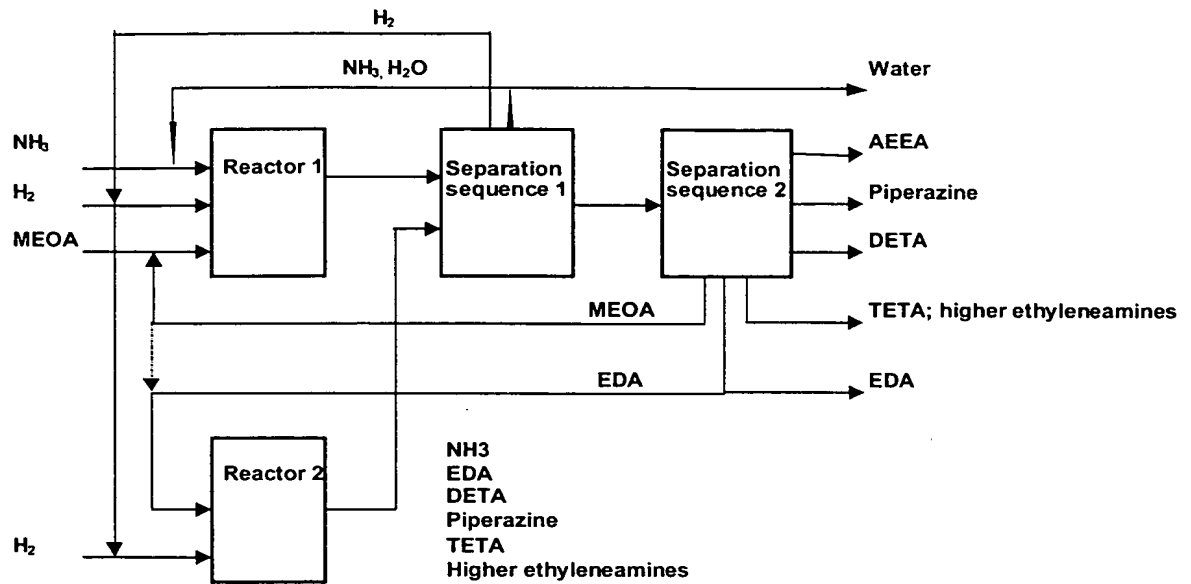 H₂
NH₃, H₂O
Water
NH₃
Reactor 1
Separation
sequence 1
Separation
sequence 2
AEEA
H₂
Piperazine
MEOA
DETA
MEOA
TETA; higher ethyleneamines
EDA
EDA
Reactor 2
NH3
EDA
DETA
Piperazine
TETA
Higher ethyleneamines
H₂